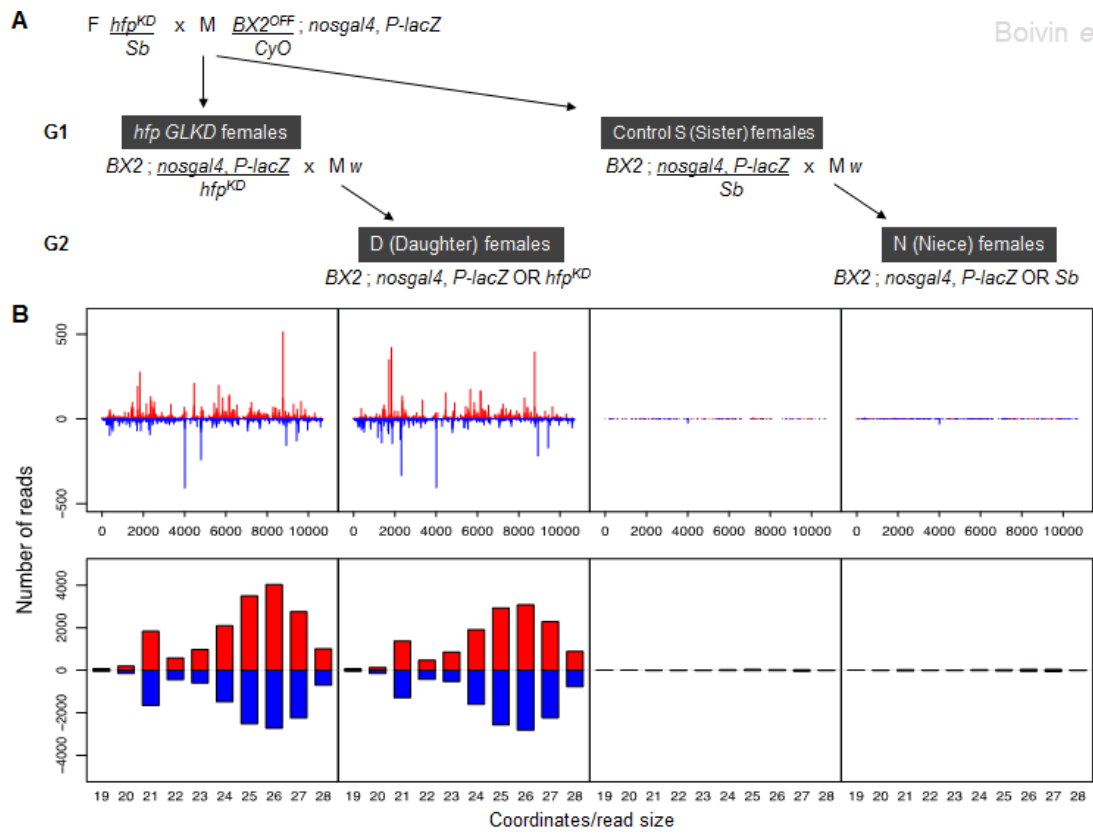 A
F hfpKD x M BX2OFF ; nosgal4, P-lacZ
Sb CyO
Boivin e
G1
hfp GLKD females
Control S (Sister) females
BX2 ; nosgal4, P-lacZ x M w
hfpKD
BX2 ; nosgal4, P-lacZ x M w
Sb
G2
D (Daughter) females
N (Niece) females
BX2 ; nosgal4, P-lacZ OR hfpKD
BX2 ; nosgal4, P-lacZ OR Sb
B
Number of reads
500
0
−500
0 2000 4000 6000 8000 10000
0 2000 4000 6000 8000 10000
0 2000 4000 6000 8000 10000
0 2000 4000 6000 8000 10000
4000
2000
0
−2000
−4000
19 20 21 22 23 24 25 26 27 28
19 20 21 22 23 24 25 26 27 28
19 20 21 22 23 24 25 26 27 28
19 20 21 22 23 24 25 26 27 28
Coordinates/read size